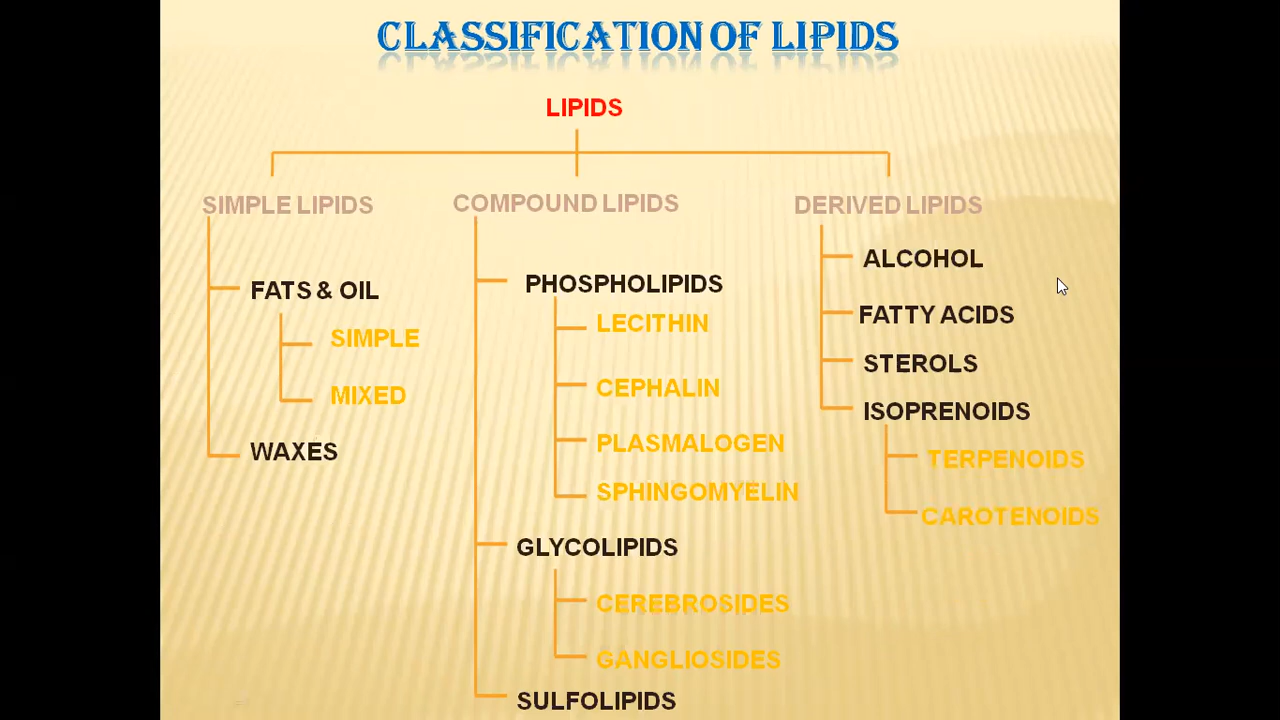 CLASSIFICATION OF LIPIDS
LIPIDS
SIMPLE LIPIDS
FATS & OIL
SIMPLE
MIXED
WAXES
COMPOUND LIPIDS
PHOSPHOLIPIDS
LECITHIN
CEPHALIN
PLASMALOGEN
SPHINGOMYELIN
GLYCOLIPIDS
CEREBROSIDES
GANGLIOSIDES
SULFOLIPIDS
DERIVED LIPIDS
ALCOHOL
FATTY ACIDS
STEROLS
ISOPRENOIDS
TERPENOIDS
CAROTENOIDS